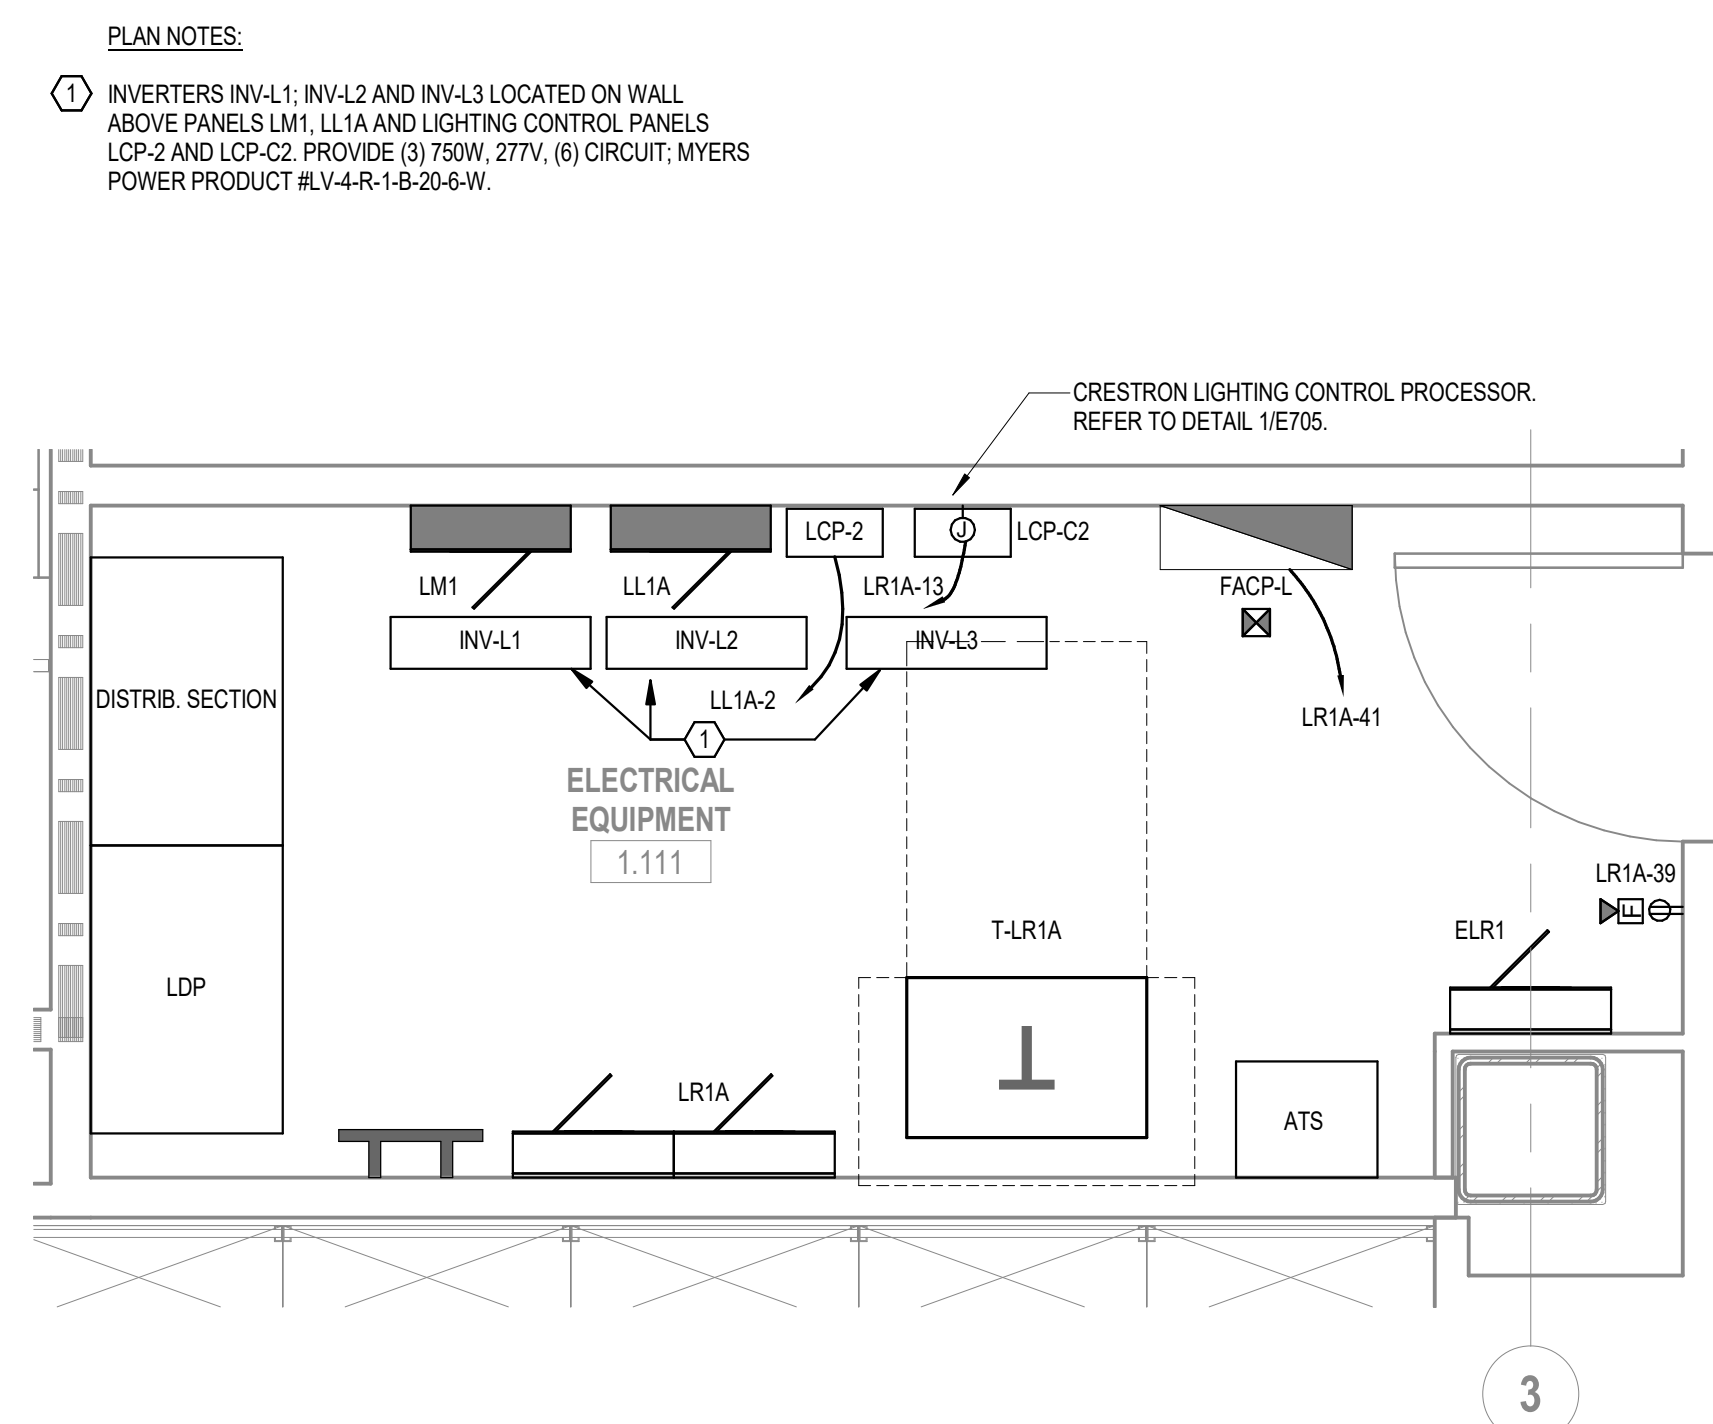 PLAN NOTES:
1
INVERTERS INV-L1; INV-L2 AND INV-L3 LOCATED ON WALL
ABOVE PANELS LM1, LL1A AND LIGHTING CONTROL PANELS
LCP-2 AND LCP-C2. PROVIDE (3) 750W, 277V, (6) CIRCUIT; MYERS
POWER PRODUCT #LV-4-R-1-B-20-6-W.
CRESTRON LIGHTING CONTROL PROCESSOR.
REFER TO DETAIL 1/E705.
LCP-2
J
LCP-C2
LM1
LL1A
LR1A-13
FACP-L
INV-L1
INV-L2
INV-L3
DISTRIB. SECTION
LL1A-2
LR1A-41
1
ELECTRICAL
EQUIPMENT
1.111
LR1A-39
F
T-LR1A
ELR1
LDP
T
LR1A
ATS
3